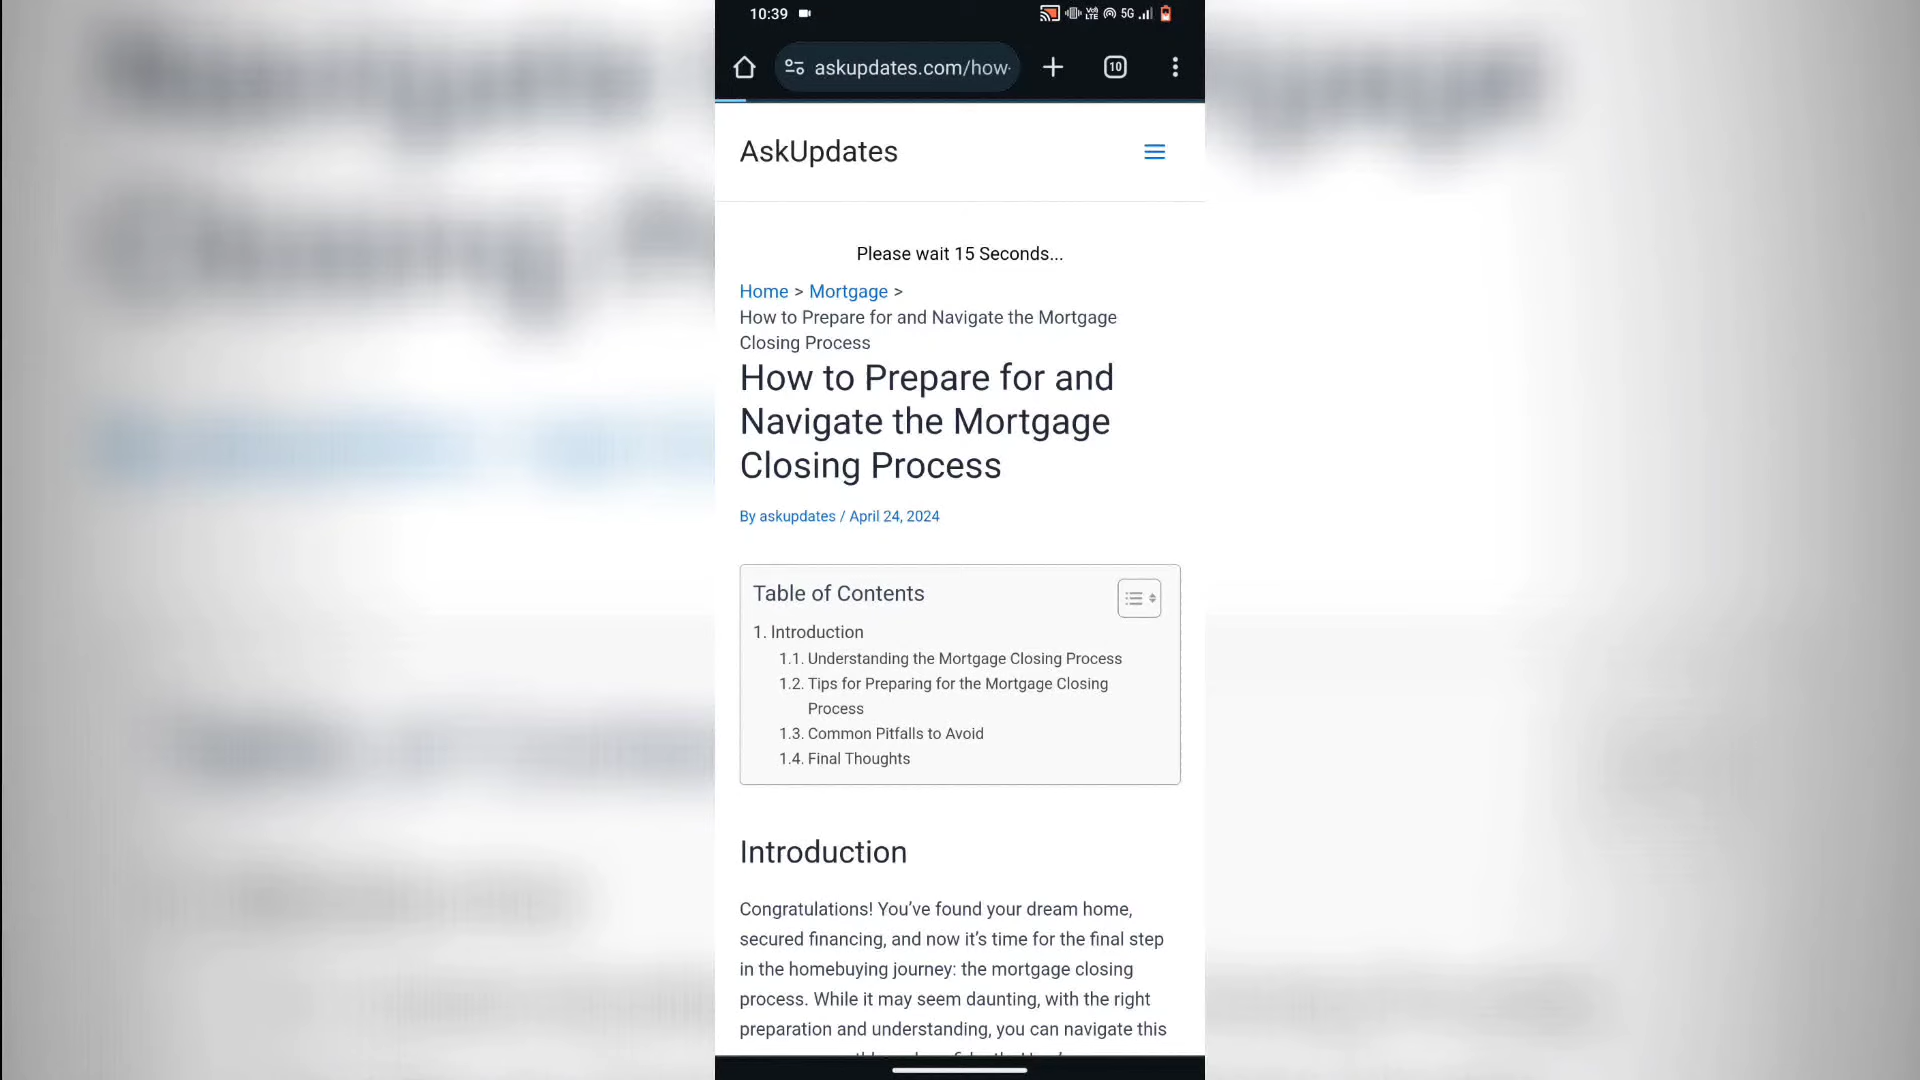 10:39
VoLTE 5G
askupdates.com/how-
10
AskUpdates
Please wait 15 Seconds...
Home > Mortgage >
How to Prepare for and Navigate the Mortgage
Closing Process
How to Prepare for and
Navigate the Mortgage
Closing Process
By askupdates / April 24, 2024
Table of Contents
1. Introduction
1.1. Understanding the Mortgage Closing Process
1.2. Tips for Preparing for the Mortgage Closing
Process
1.3. Common Pitfalls to Avoid
1.4. Final Thoughts
Introduction
Congratulations! You’ve found your dream home,
secured financing, and now it’s time for the final step
in the homebuying journey: the mortgage closing
process. While it may seem daunting, with the right
preparation and understanding, you can navigate this